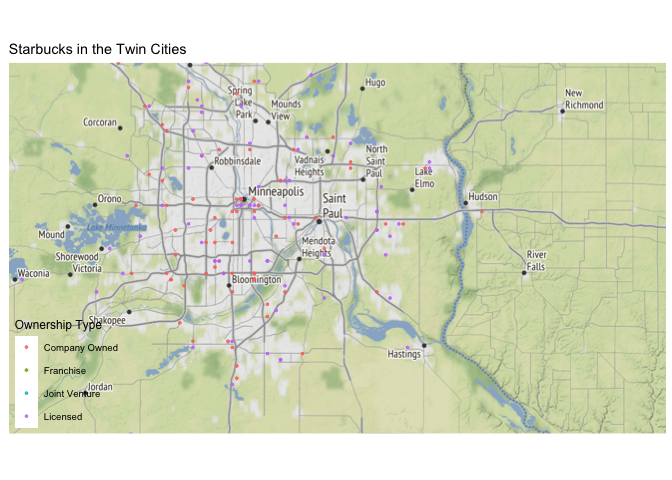 Starbucks in the Twin Cities
Hugo
Spring
Lake
Park
New
Richmond
Mounds
View
Corcoran
North
Saint
Paul
Robbinsdale
Vadnais
Heights
Lake
Elmo
Minneapolis
Orono
Saint
Paul
Hudson
Lake Minnetonka
Mound
Mendota
Heights
Shorewood
Victoria
River
Falls
Waconia
Bloomington
Shakopee
Ownership Type
Company Owned
Hastings
Franchise
Jordan
Joint Venture
Licensed